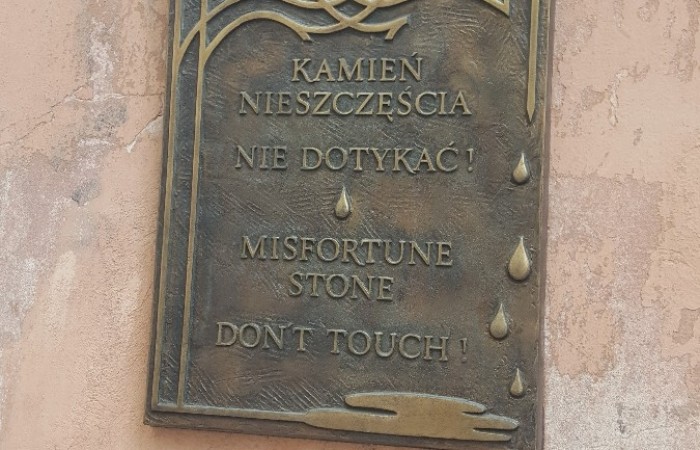 KAMIEŃ
NIESZCZĘŚCIA
NIE DOTYKAĆ!
MISFORTUNE
STONE
DON'T TOUCH!